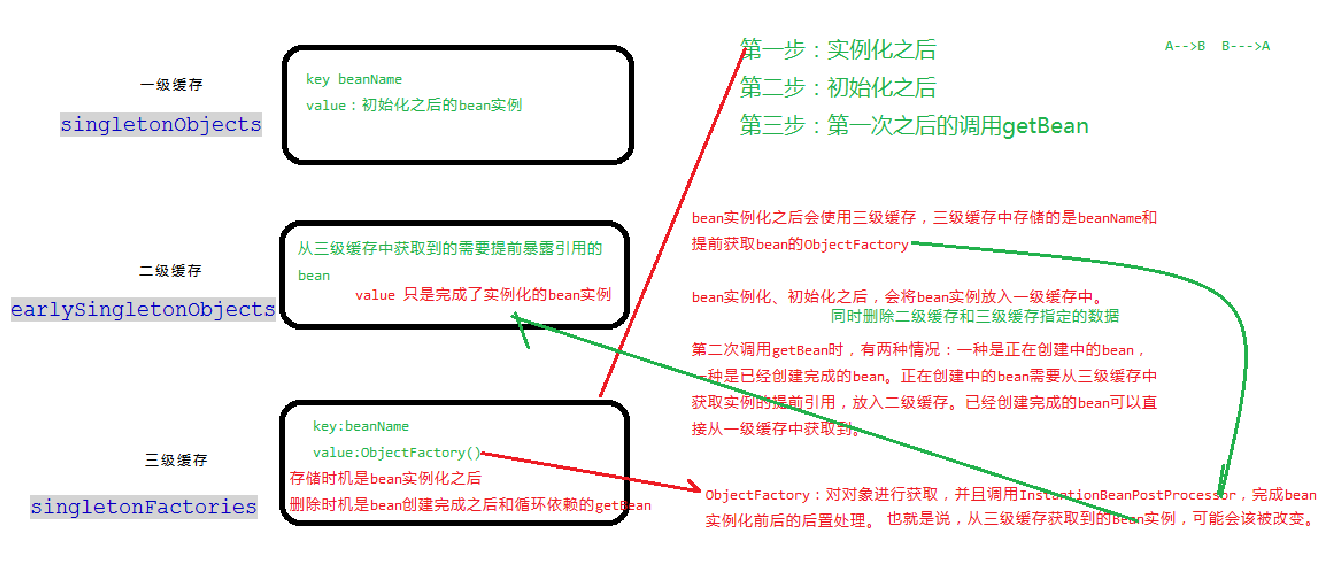 一级缓存
singletonObjects
key beanName
value：初始化之后的bean实例
第一步：实例化之后
第二步：初始化之后
第三步：第一次之后的调用getBean
A-->B B--->A
二级缓存
earlySingletonObjects
从三级缓存中获取到的需要提前暴露引用的
bean
value 只是完成了实例化的bean实例
bean实例化之后会使用三级缓存，三级缓存中存储的是beanName和
提前获取bean的ObjectFactory
bean实例化、初始化之后，会将bean实例放入一级缓存中。
同时删除二级缓存和三级缓存指定的数据
第二次调用getBean时，有两种情况：一种是正在创建中的bean，
一种是已经创建完成的bean。正在创建中的bean需要从三级缓存中
获取实例的提前引用，放入二级缓存。已经创建完成的bean可以直
接从一级缓存中获取到。
三级缓存
singletonFactories
key:beanName
value:ObjectFactory()
存储时机是bean实例化之后
删除时机是bean创建完成之后和循环依赖的getBean
ObjectFactory：对对象进行获取，并且调用InstantionBeanPostProcessor，完成bean
实例化前后的后置处理。 也就是说，从三级缓存获取到的Bean实例，可能会该被改变。